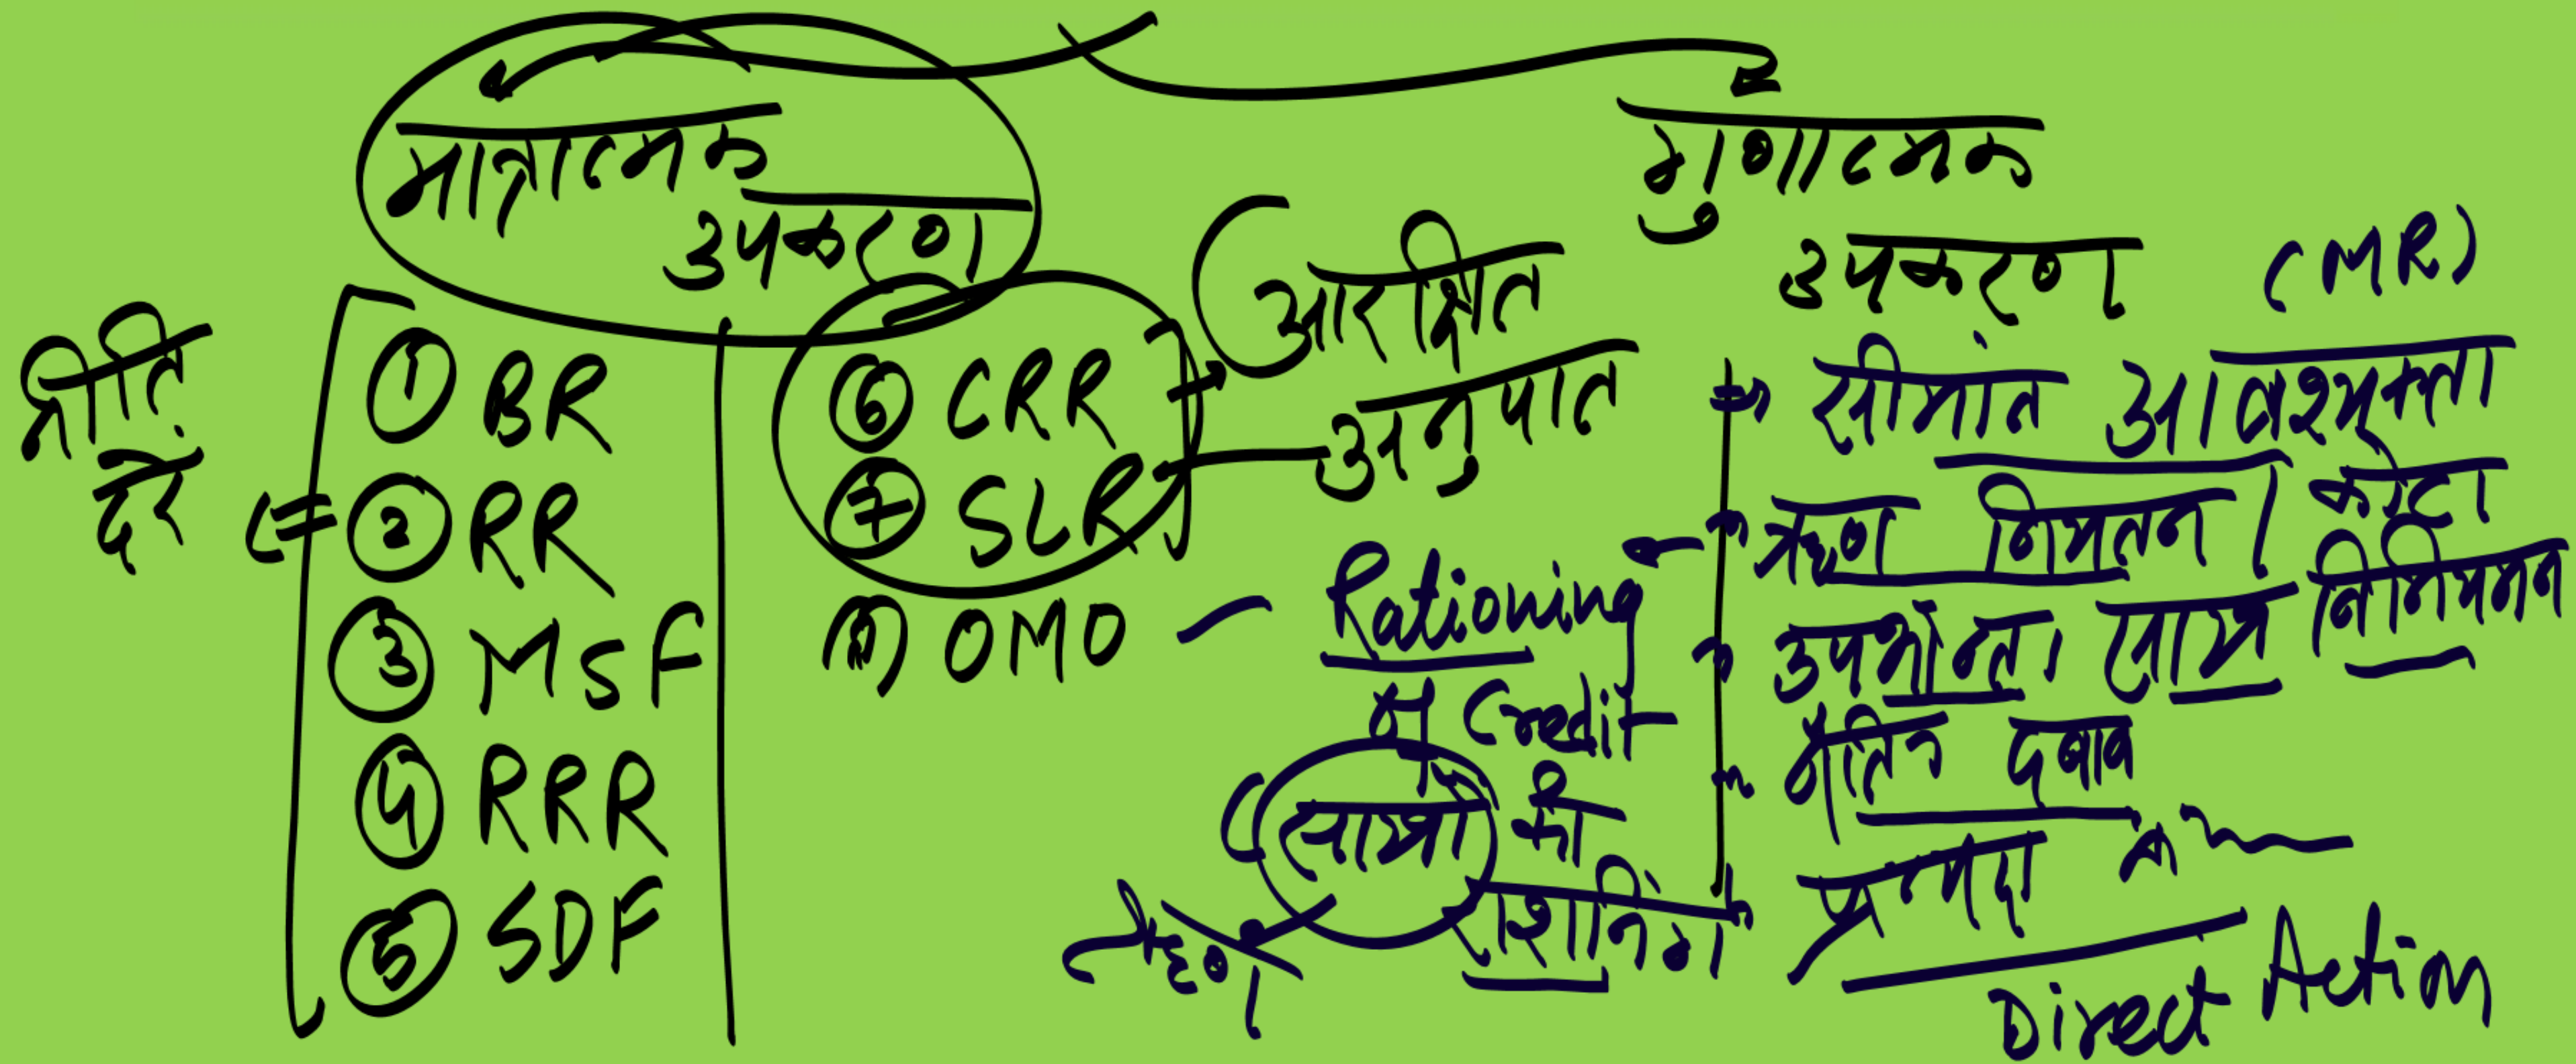 मात्रात्मक
उपकरण
नीति
दरें
① BR
② RR
③ MSF
④ RRR
⑤ SDF
⑥ CRR
⑦ SLR
⑧ OMO
आरक्षित
अनुपात
गुणात्मक
उपकरण (MR)
सीमांत आवश्यकता
ऋण नियतन / कोटा
उपभोक्ता साख विनियमन
नैतिक दबाव
प्रत्यक्ष
Direct Action
Rationing
of Credit
(साखों की
राशनिंग
ऋण